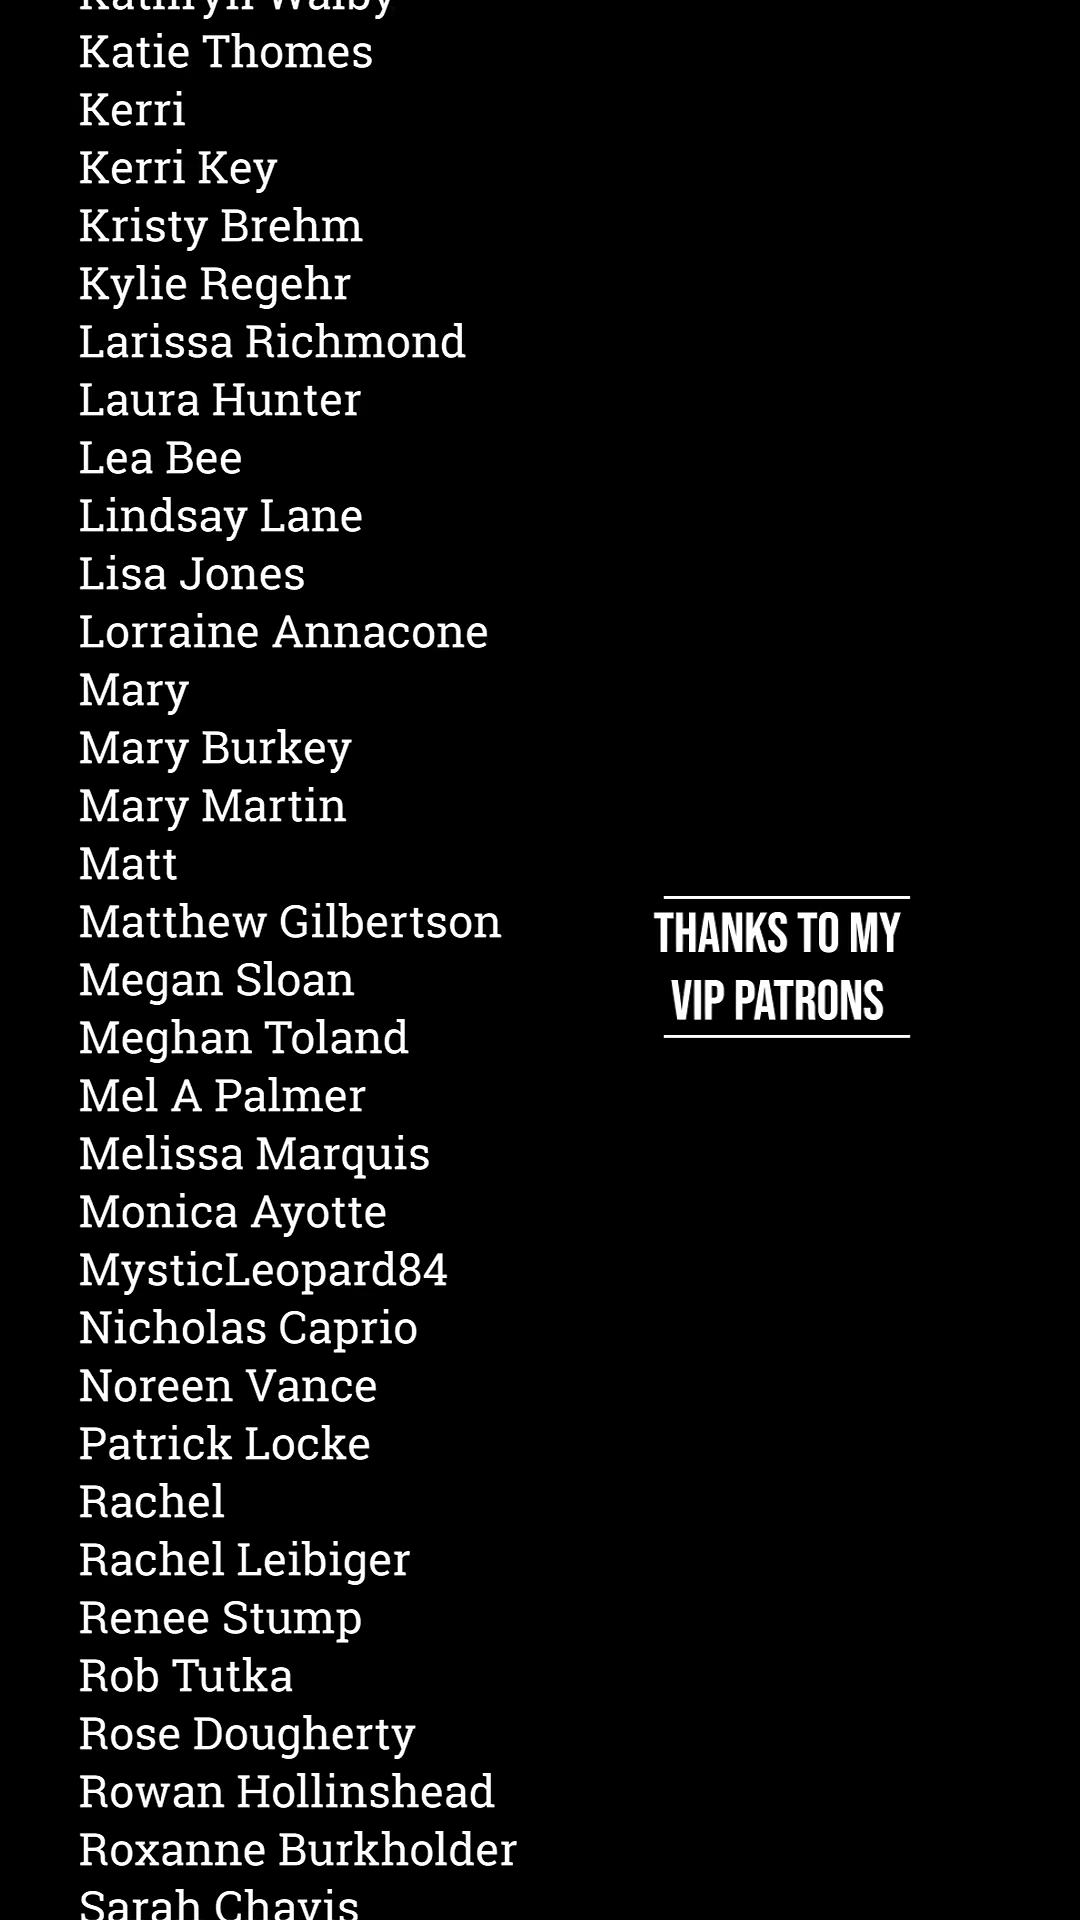 Kathryn Walby
Katie Thomes
Kerri
Kerri Key
Kristy Brehm
Kylie Regehr
Larissa Richmond
Laura Hunter
Lea Bee
Lindsay Lane
Lisa Jones
Lorraine Annacone
Mary
Mary Burkey
Mary Martin
Matt
Matthew Gilbertson
Megan Sloan
Meghan Toland
Mel A Palmer
Melissa Marquis
Monica Ayotte
MysticLeopard84
Nicholas Caprio
Noreen Vance
Patrick Locke
Rachel
Rachel Leibiger
Renee Stump
Rob Tutka
Rose Dougherty
Rowan Hollinshead
Roxanne Burkholder
Sarah Chavis
THANKS TO MY
VIP PATRONS